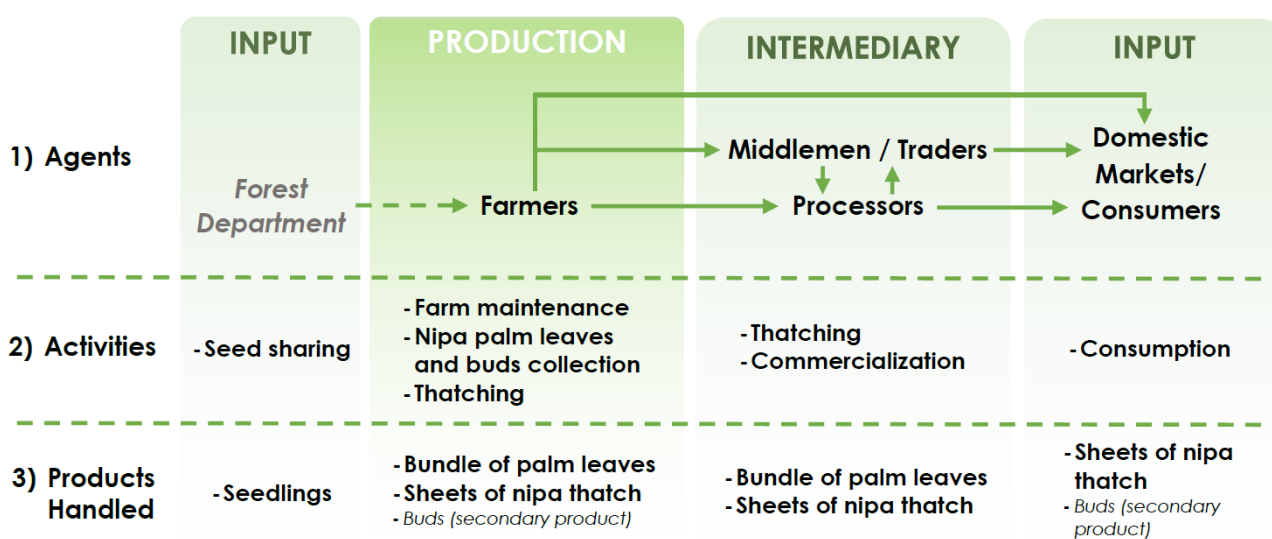 INPUT
PRODUCTION
INTERMEDIARY
INPUT
1) Agents
Forest
Department
Farmers
Middlemen / Traders
Processors
Domestic
Markets/
Consumers
2) Activities
- Seed sharing
- Farm maintenance
- Nipa palm leaves
and buds collection
- Thatching
- Thatching
- Commercialization
- Consumption
3) Products
Handled
- Seedlings
- Bundle of palm leaves
- Sheets of nipa thatch
- Buds (secondary product)
- Bundle of palm leaves
- Sheets of nipa thatch
- Sheets of nipa
thatch
- Buds (secondary
product)